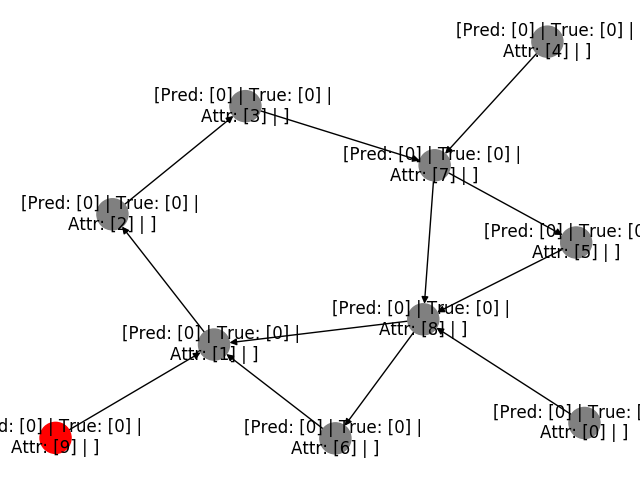 [Pred: [0] | True: [0] |
Attr: [4] | ]
[Pred: [0] | True: [0] |
Attr: [3] | ]
[Pred: [0] | True: [0] |
Attr: [7] | ]
[Pred: [0] | True: [0] |
Attr: [2] | ]
[Pred: [0] | True: [0
Attr: [5] | ]
[Pred: [0] | True: [0] |
Attr: [8] | ]
[Pred: [0] | True: [0] |
Attr: [1] | ]
[Pred: [0] | True: [
Attr: [0] | ]
d: [0] | True: [0] |
Attr: [9] | ]
[Pred: [0] | True: [0] |
Attr: [6] | ]